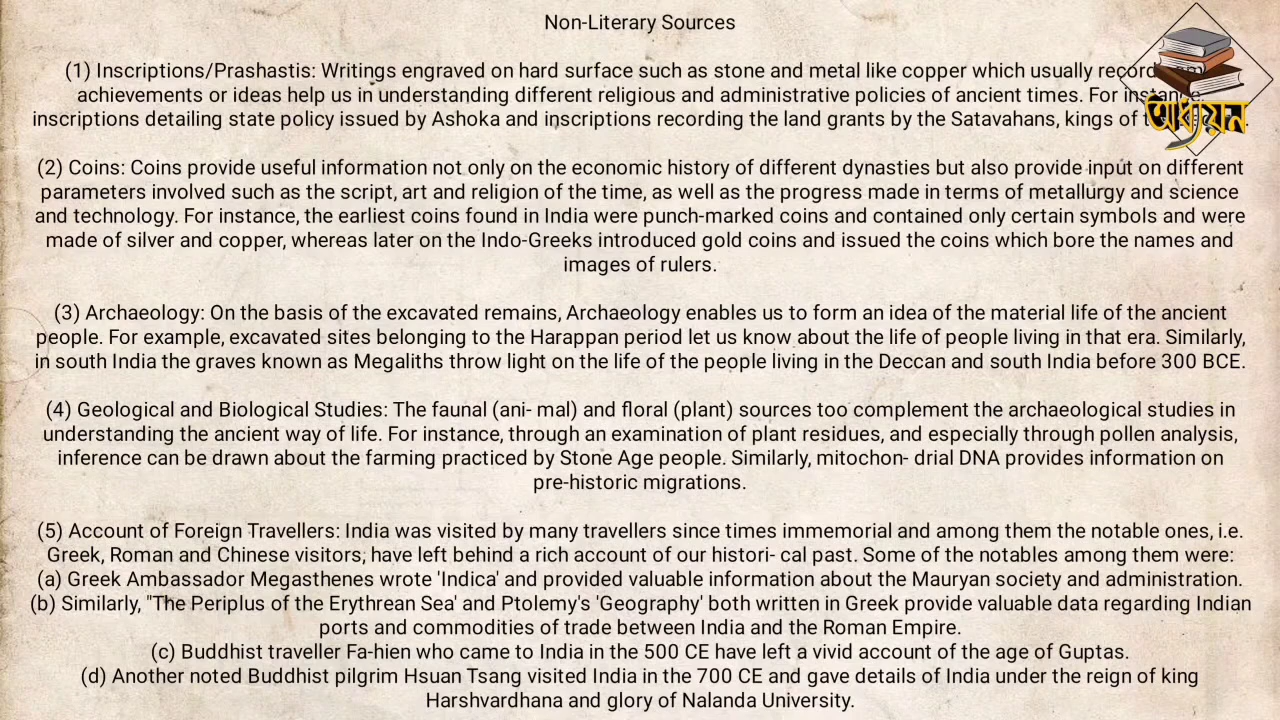 Non-Literary Sources
(1) Inscriptions/Prashastis: Writings engraved on hard surface such as stone and metal like copper which usually record
achievements or ideas help us in understanding different religious and administrative policies of ancient times. For instance,
inscriptions detailing state policy issued by Ashoka and inscriptions recording the land grants by the Satavahans, kings of
অধ্যয়ন
(2) Coins: Coins provide useful information not only on the economic history of different dynasties but also provide input on different
parameters involved such as the script, art and religion of the time, as well as the progress made in terms of metallurgy and science
and technology. For instance, the earliest coins found in India were punch-marked coins and contained only certain symbols and were
made of silver and copper, whereas later on the Indo-Greeks introduced gold coins and issued the coins which bore the names and
images of rulers.
(3) Archaeology: On the basis of the excavated remains, Archaeology enables us to form an idea of the material life of the ancient
people. For example, excavated sites belonging to the Harappan period let us know about the life of people living in that era. Similarly,
in south India the graves known as Megaliths throw light on the life of the people living in the Deccan and south India before 300 BCE.
(4) Geological and Biological Studies: The faunal (ani- mal) and floral (plant) sources too complement the archaeological studies in
understanding the ancient way of life. For instance, through an examination of plant residues, and especially through pollen analysis,
inference can be drawn about the farming practiced by Stone Age people. Similarly, mitochon- drial DNA provides information on
pre-historic migrations.
(5) Account of Foreign Travellers: India was visited by many travellers since times immemorial and among them the notable ones, i.e.
Greek, Roman and Chinese visitors, have left behind a rich account of our histori- cal past. Some of the notables among them were:
(a) Greek Ambassador Megasthenes wrote 'Indica' and provided valuable information about the Mauryan society and administration.
(b) Similarly, "The Periplus of the Erythrean Sea' and Ptolemy's 'Geography' both written in Greek provide valuable data regarding Indian
ports and commodities of trade between India and the Roman Empire.
(c) Buddhist traveller Fa-hien who came to India in the 500 CE have left a vivid account of the age of Guptas.
(d) Another noted Buddhist pilgrim Hsuan Tsang visited India in the 700 CE and gave details of India under the reign of king
Harshvardhana and glory of Nalanda University.